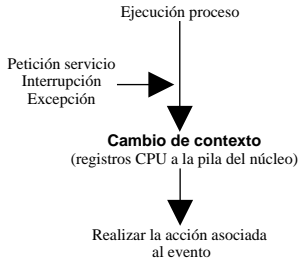 Ejecución proceso
Petición servicio
Interrupción
Excepción
Cambio de contexto
(registros CPU a la pila del núcleo)
Realizar la acción asociada
al evento